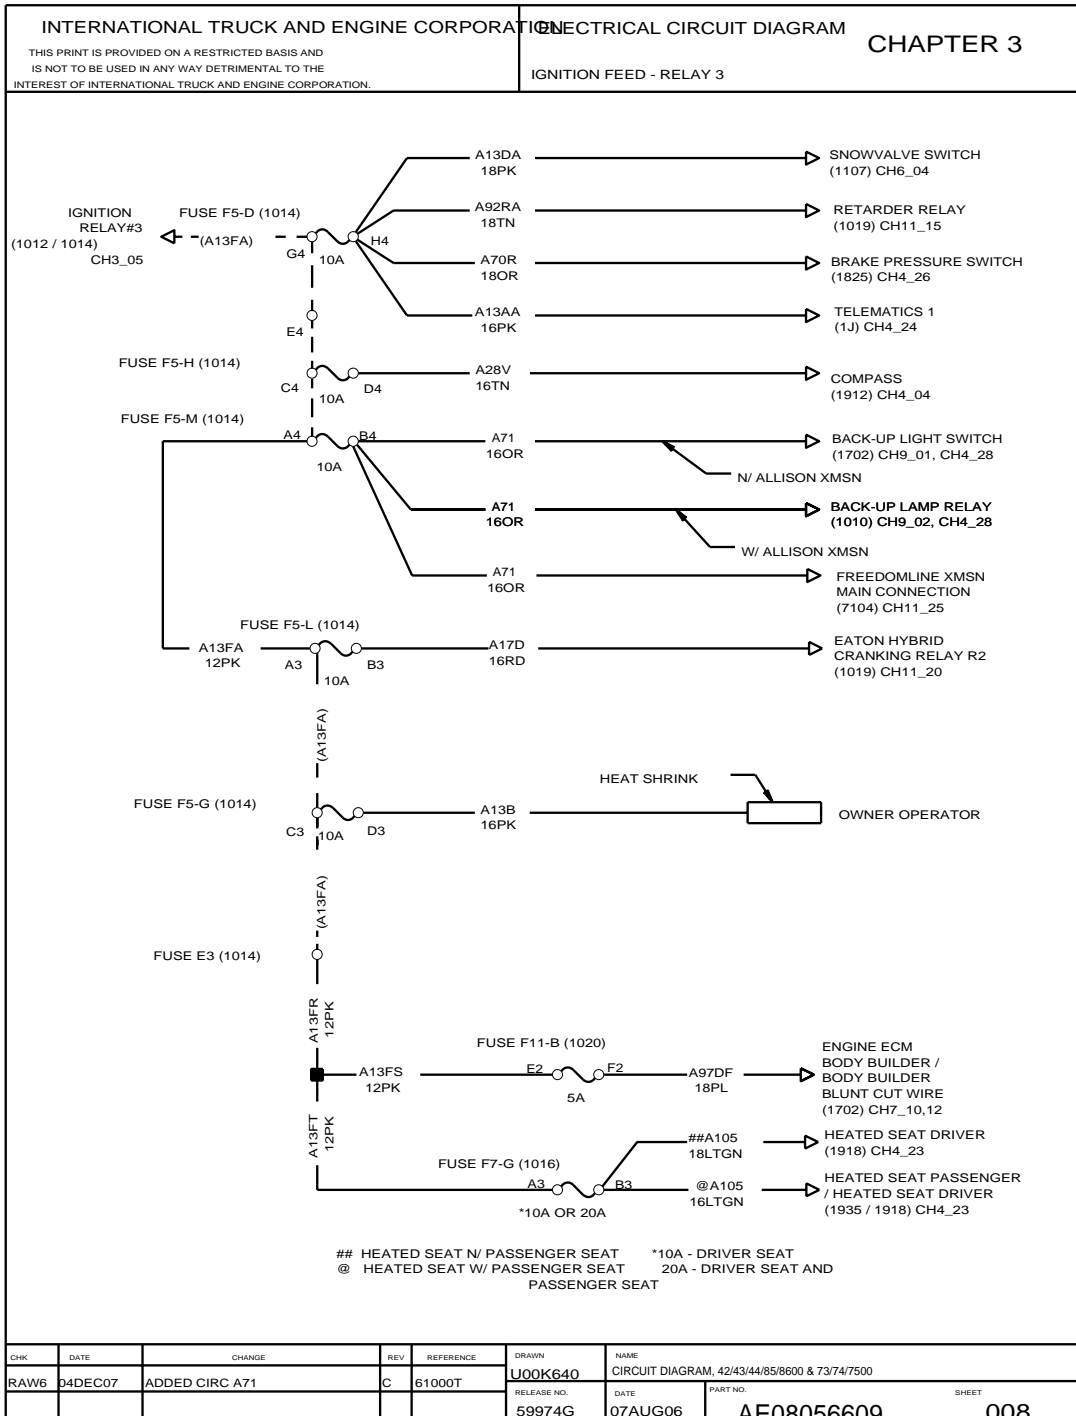 INTERNATIONAL TRUCK AND ENGINE CORPORATION
THIS PRINT IS PROVIDED ON A RESTRICTED BASIS AND
IS NOT TO BE USED IN ANY WAY DETRIMENTAL TO THE
INTEREST OF INTERNATIONAL TRUCK AND ENGINE CORPORATION.
ELECTRICAL CIRCUIT DIAGRAM
CHAPTER 3
IGNITION FEED - RELAY 3
A13DA
18PK
SNOWVALVE SWITCH
(1107) CH6_04
IGNITION
RELAY#3
(1012 / 1014)
CH3_05
(A13FA)
FUSE F5-D (1014)
G4
10A
H4
A92RA
18TN
RETARDER RELAY
(1019) CH11_15
A70R
18OR
BRAKE PRESSURE SWITCH
(1825) CH4_26
E4
A13AA
16PK
TELEMATICS 1
(1J) CH4_24
FUSE F5-H (1014)
C4
10A
D4
A28V
16TN
COMPASS
(1912) CH4_04
FUSE F5-M (1014)
A4
10A
B4
A71
16OR
BACK-UP LIGHT SWITCH
(1702) CH9_01, CH4_28
N/ ALLISON XMSN
A71
16OR
BACK-UP LAMP RELAY
(1010) CH9_02, CH4_28
W/ ALLISON XMSN
A71
16OR
FREEDOMLINE XMSN
MAIN CONNECTION
(7104) CH11_25
FUSE F5-L (1014)
A13FA
12PK
A3
10A
B3
A17D
16RD
EATON HYBRID
CRANKING RELAY R2
(1019) CH11_20
(A13FA)
HEAT SHRINK
FUSE F5-G (1014)
C3
10A
D3
A13B
16PK
OWNER OPERATOR
(A13FA)
FUSE E3 (1014)
A13FR
12PK
FUSE F11-B (1020)
A13FS
12PK
E2
5A
F2
A97DF
18PL
ENGINE ECM
BODY BUILDER /
BODY BUILDER
BLUNT CUT WIRE
(1702) CH7_10,12
A13FT
12PK
##A105
18LTGN
HEATED SEAT DRIVER
(1918) CH4_23
FUSE F7-G (1016)
A3
*10A OR 20A
B3
@A105
16LTGN
HEATED SEAT PASSENGER
/ HEATED SEAT DRIVER
(1935 / 1918) CH4_23
## HEATED SEAT N/ PASSENGER SEAT *10A - DRIVER SEAT
@ HEATED SEAT W/ PASSENGER SEAT 20A - DRIVER SEAT AND
PASSENGER SEAT
CHK DATE CHANGE REV REFERENCE
RAW6 04DEC07 ADDED CIRC A71 C 61000T
DRAWN
U00K640
NAME
CIRCUIT DIAGRAM, 42/43/44/85/8600 & 73/74/7500
RELEASE NO.
59974G
DATE
07AUG06
PART NO.
AE08056609
SHEET
008